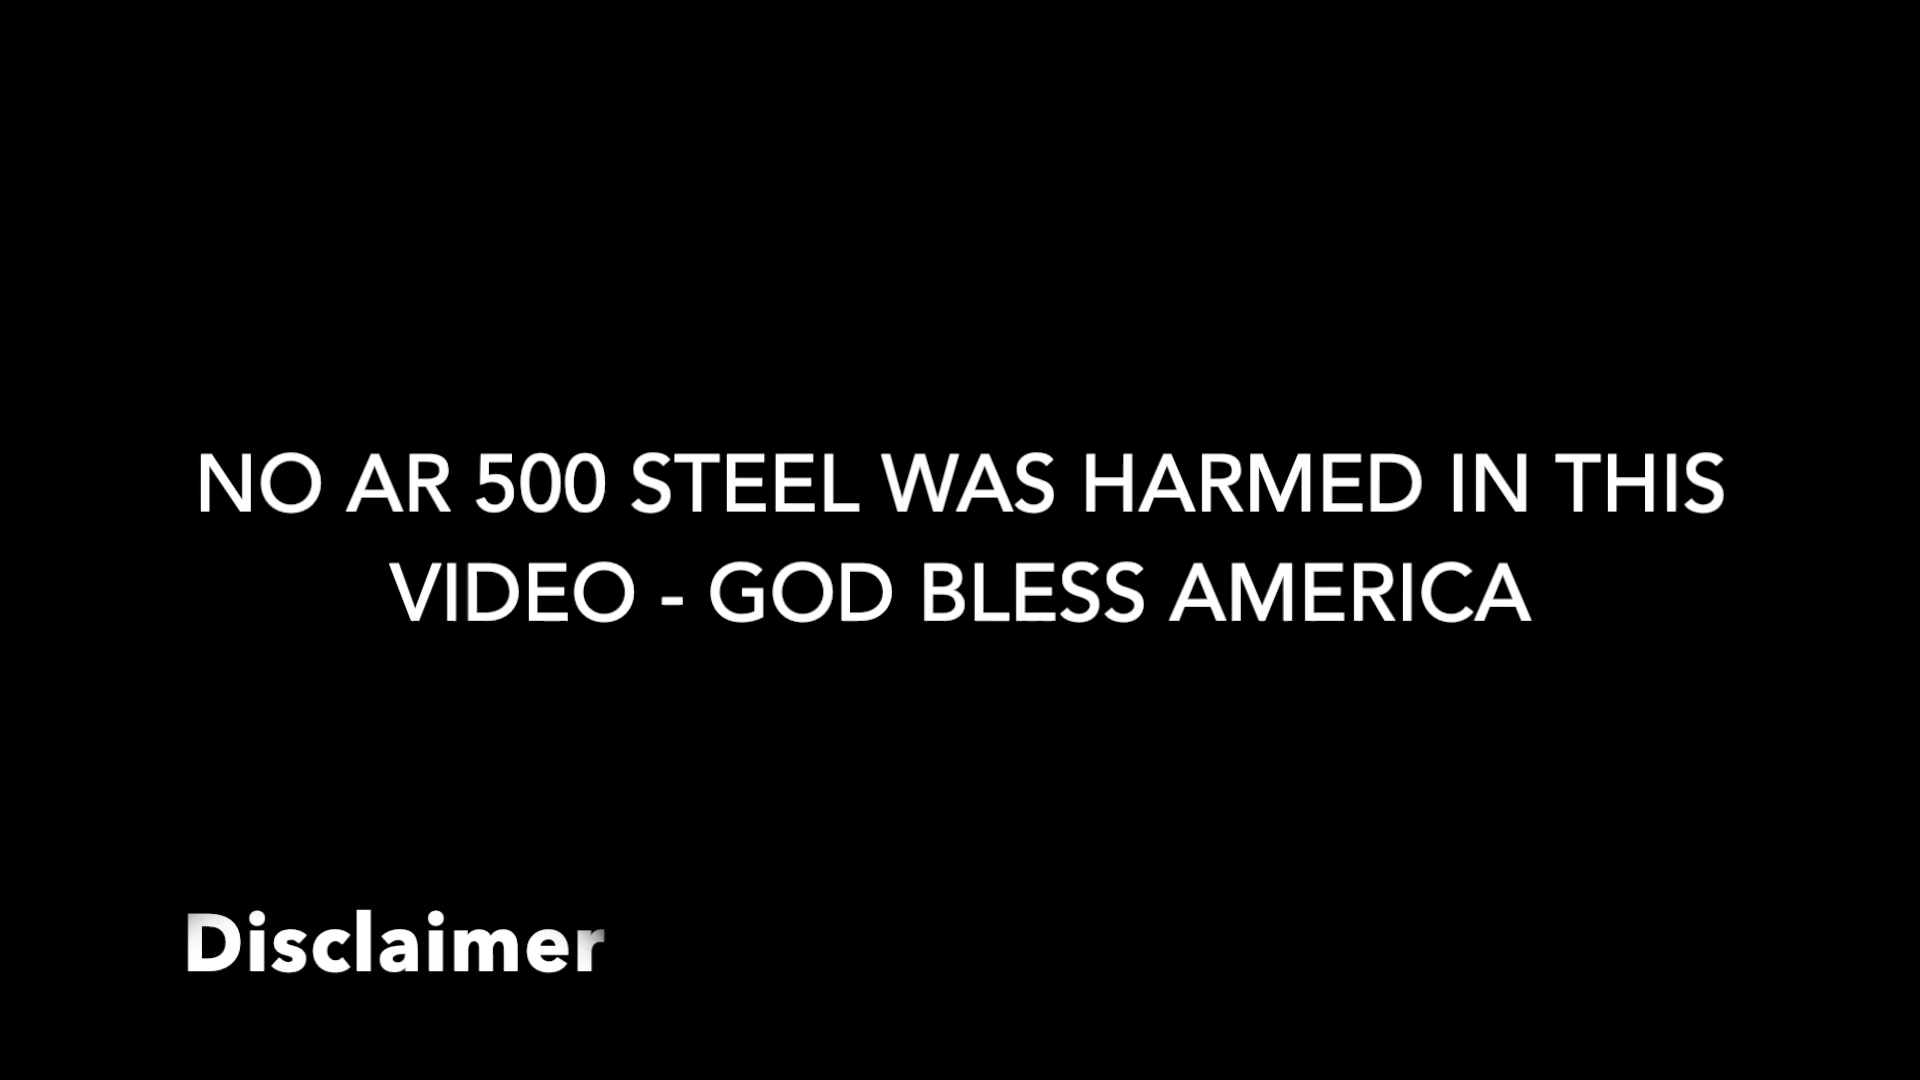 NO AR 500 STEEL WAS HARMED IN THIS
VIDEO - GOD BLESS AMERICA
Disclaimer